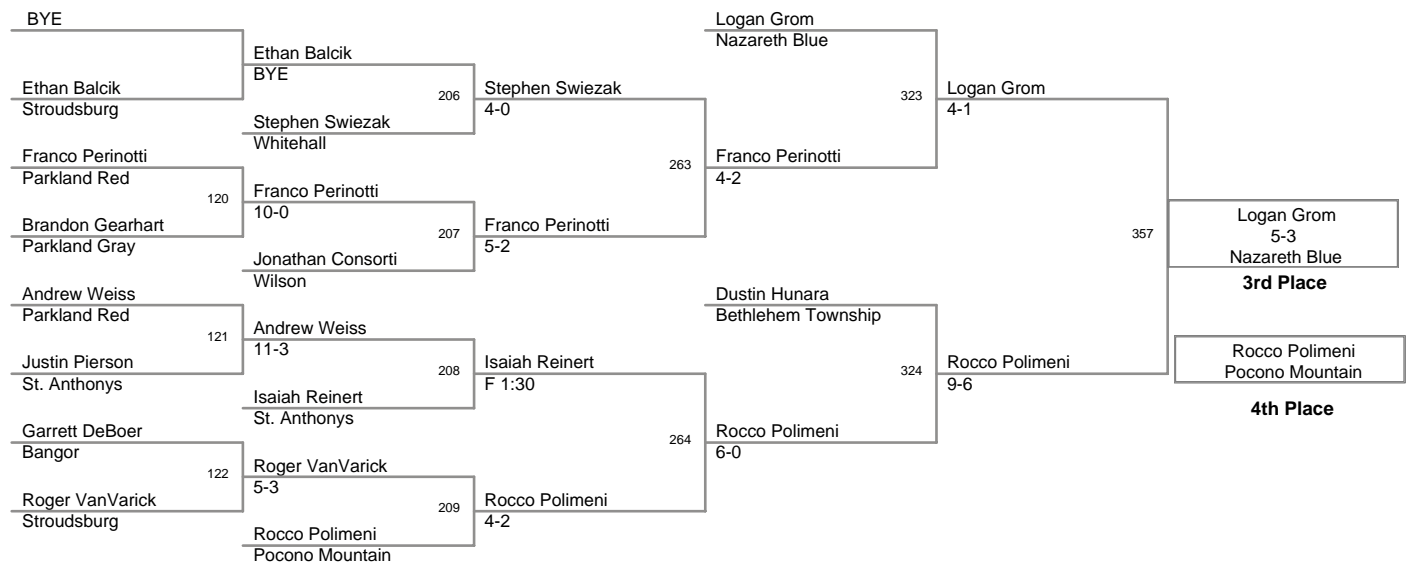 BYE
Ethan Balcik
Stroudsburg
Franco Perinotti
Parkland Red
120
Brandon Gearhart
Parkland Gray
Andrew Weiss
Parkland Red
121
Justin Pierson
St. Anthonys
Garrett DeBoer
Bangor
122
Roger VanVarick
Stroudsburg
Ethan Balcik
BYE
206
Stephen Swiezak
Whitehall
Franco Perinotti
10-0
207
Jonathan Consorti
Wilson
Andrew Weiss
11-3
208
Isaiah Reinert
St. Anthonys
Roger VanVarick
5-3
209
Rocco Polimeni
Pocono Mountain
Stephen Swiezak
4-0
263
Franco Perinotti
5-2
Isaiah Reinert
F 1:30
264
Rocco Polimeni
4-2
Logan Grom
Nazareth Blue
323
Franco Perinotti
4-2
Dustin Hunara
Bethlehem Township
324
Rocco Polimeni
6-0
Logan Grom
4-1
357
Rocco Polimeni
9-6
Logan Grom
5-3
Nazareth Blue
3rd Place
Rocco Polimeni
Pocono Mountain
4th Place